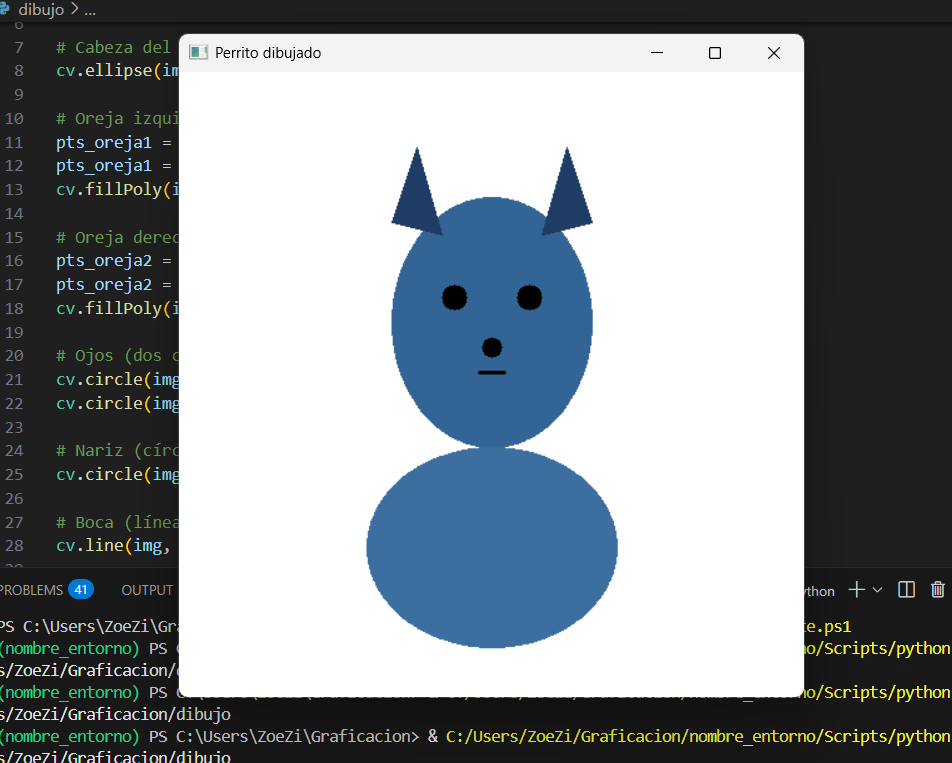 dibujo > ...
6
Perrito dibujado
7 # Cabeza del
8 cv.ellipse(im
9
10 # Oreja izqui
11 pts_oreja1 =
12 pts_oreja1 =
13 cv.fillPoly(i
14
15 # Oreja derec
16 pts_oreja2 =
17 pts_oreja2 =
18 cv.fillPoly(i
19
20 # Ojos (dos c
21 cv.circle(img
22 cv.circle(img
23
24 # Nariz (círc
25 cv.circle(img
26
27 # Boca (línea
28 cv.line(img,
PROBLEMS 41 OUTPUT ython
PS C:\Users\ZoeZi\Gra te.ps1
(nombre_entorno) PS no/Scripts/python
s/ZoeZi/Graficacion/
(nombre_entorno) PS no/Scripts/python
s/ZoeZi/Graficacion/dibujo
(nombre_entorno) PS C:\Users\ZoeZi\Graficacion> & C:/Users/ZoeZi/Graficacion/nombre_entorno/Scripts/python
s/ZoeZi/Graficacion/dibujo